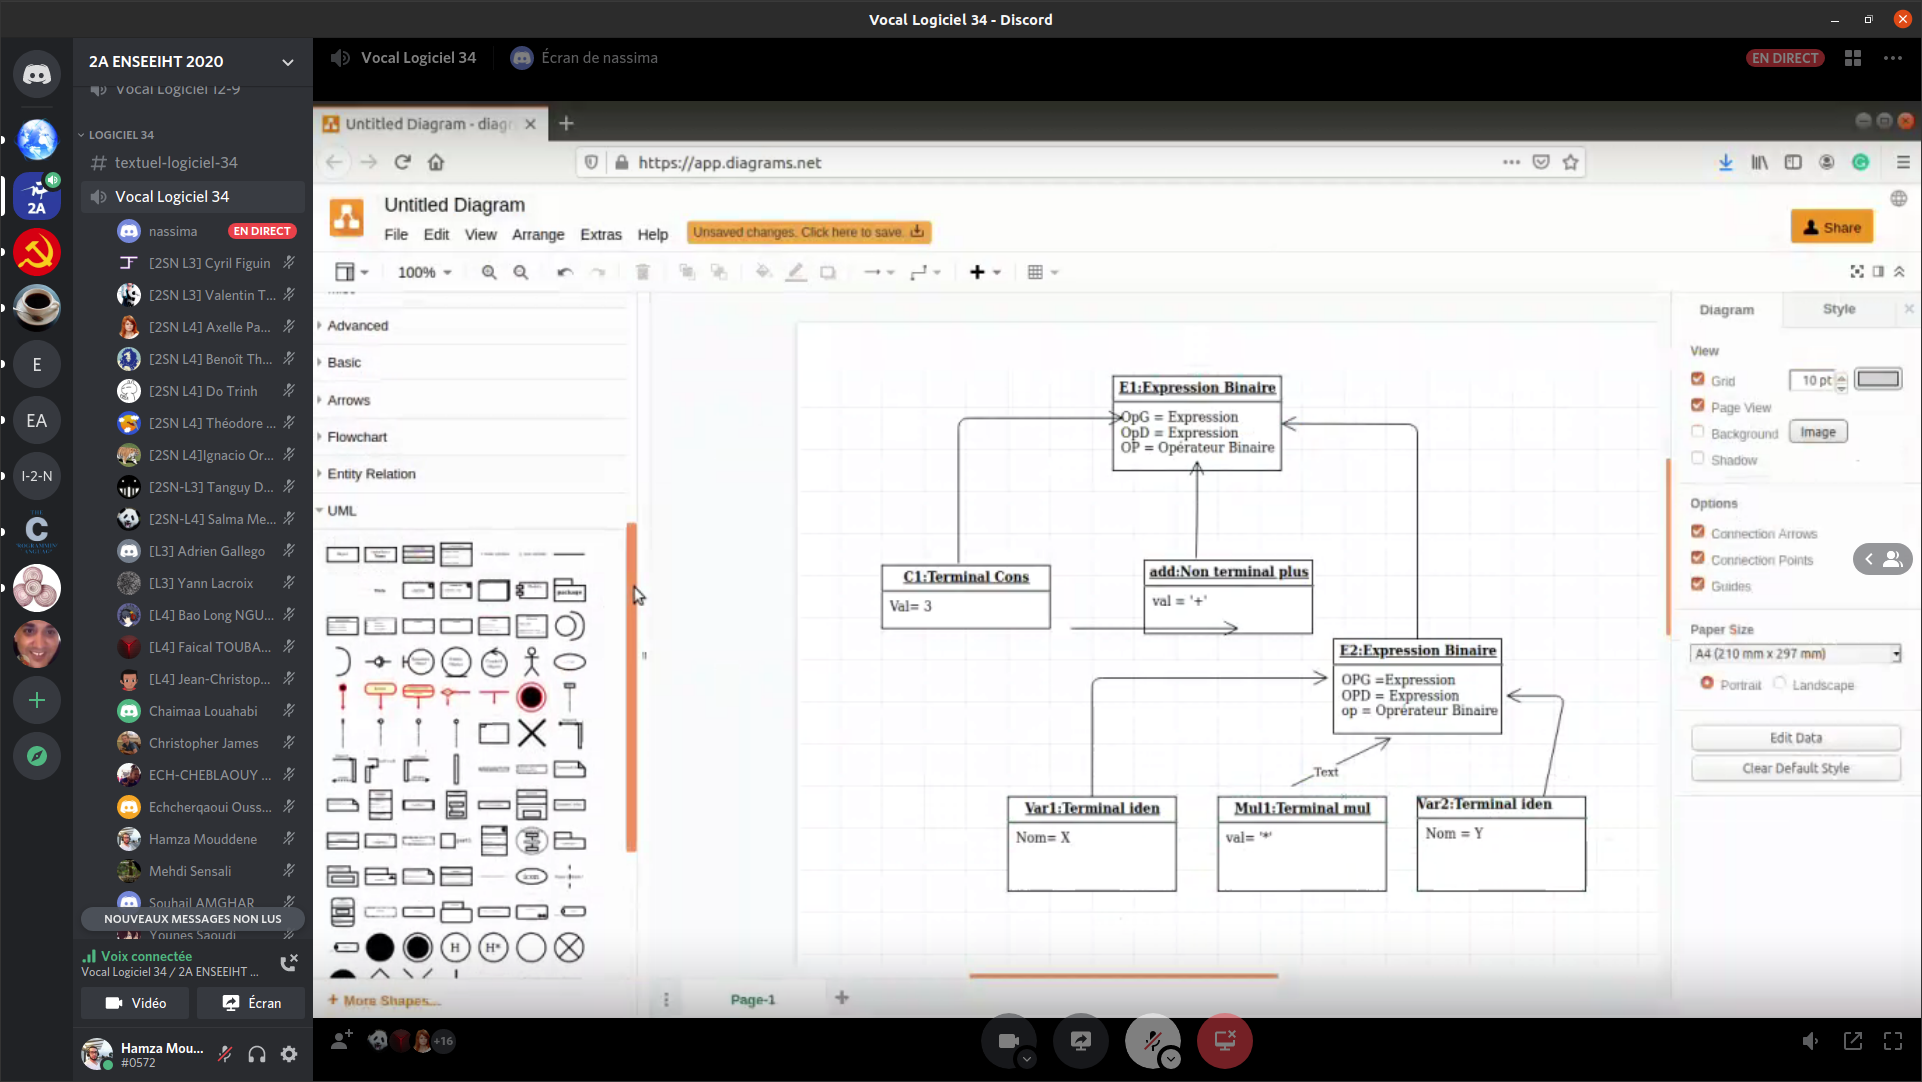 Vocal Logiciel 34 - Discord
2A ENSEEIHT 2020
Vocal Logiciel 12-9
LOGICIEL 34
textuel-logiciel-34
Vocal Logiciel 34
nassima
EN DIRECT
[2SN L3] Cyril Figuin
[2SN L3] Valentin T...
[2SN L4] Axelle Pa...
[2SN L4] Benoît Th...
[2SN L4] Do Trinh
[2SN L4] Théodore ...
[2SN L4]Ignacio Or...
[2SN-L3] Tanguy D...
[2SN-L4] Salma Me...
[L3] Adrien Gallego
[L3] Yann Lacroix
[L4] Bao Long NGU...
[L4] Faical TOUBA...
[L4] Jean-Christop...
Chaimaa Louahabi
Christopher James
ECH-CHEBLAOUY ...
Echcherqaoui Ouss...
Hamza Mouddene
Mehdi Sensali
Souhail AMGHAR
NOUVEAUX MESSAGES NON LUS
Younes Saoudi
Voix connectée
Vocal Logiciel 34 / 2A ENSEEIHT ...
Vidéo
Écran
Hamza Mou...
#0572
2A
E
EA
I-2-N
THE
C
PROGRAMMING
LANGUAGE
Vocal Logiciel 34
Écran de nassima
EN DIRECT
Untitled Diagram - diagr
https://app.diagrams.net
Untitled Diagram
File Edit View Arrange Extras Help
Unsaved changes. Click here to save.
Share
100%
Advanced
Basic
Arrows
Flowchart
Entity Relation
UML
package
H
H*
+ More Shapes...
E1:Expression Binaire
OpG = Expression
OpD = Expression
OP = Opérateur Binaire
C1:Terminal Cons
Val= 3
add:Non terminal plus
val = '+'
E2:Expression Binaire
OPG =Expression
OPD = Expression
op = Oprérateur Binaire
Text
Var1:Terminal iden
Nom= X
Mul1:Terminal mul
val= '*'
Var2:Terminal iden
Nom = Y
Page-1
Diagram
Style
View
Grid
10 pt
Page View
Background
Image
Shadow
Options
Connection Arrows
Connection Points
Guides
Paper Size
A4 (210 mm x 297 mm)
Portrait
Landscape
Edit Data
Clear Default Style
+16